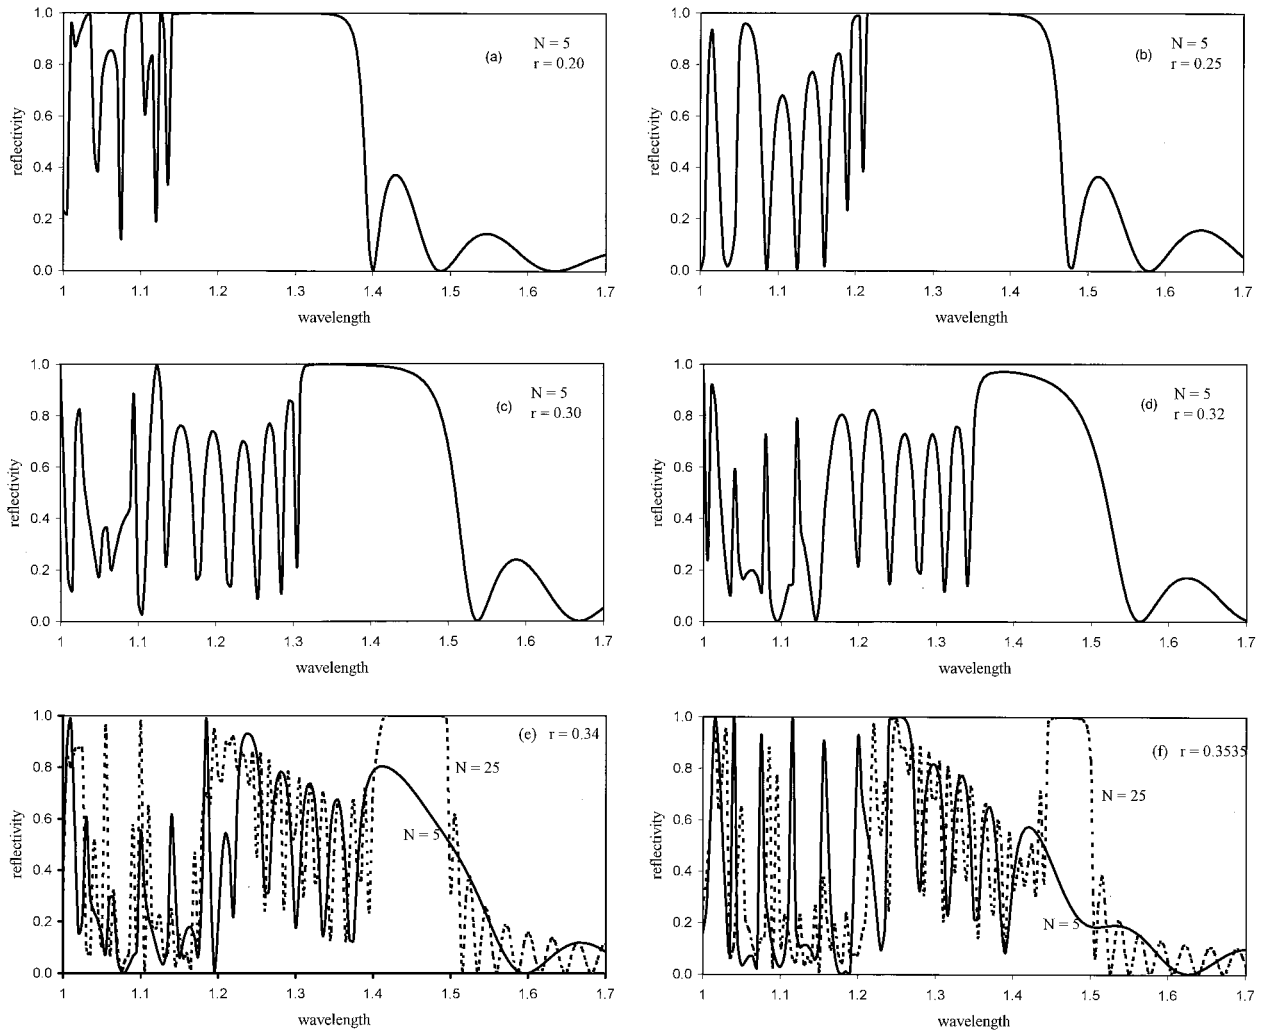 1.0
0.8
0.6
0.4
0.2
0.0
reflectivity
(a)
N = 5
r = 0.20
1 1.1 1.2 1.3 1.4 1.5 1.6 1.7
wavelength
1.0
0.8
0.6
0.4
0.2
0.0
reflectivity
(b)
N = 5
r = 0.25
1 1.1 1.2 1.3 1.4 1.5 1.6 1.7
wavelength
1.0
0.8
0.6
0.4
0.2
0.0
reflectivity
(c)
N = 5
r = 0.30
1 1.1 1.2 1.3 1.4 1.5 1.6 1.7
wavelength
1.0
0.8
0.6
0.4
0.2
0.0
reflectivity
(d)
N = 5
r = 0.32
1 1.1 1.2 1.3 1.4 1.5 1.6 1.7
wavelength
1.0
0.8
0.6
0.4
0.2
0.0
reflectivity
(e) r = 0.34
N = 25
N = 5
1 1.1 1.2 1.3 1.4 1.5 1.6 1.7
wavelength
1.0
0.8
0.6
0.4
0.2
0.0
reflectivity
(f) r = 0.3535
N = 25
N = 5
1 1.1 1.2 1.3 1.4 1.5 1.6 1.7
wavelength